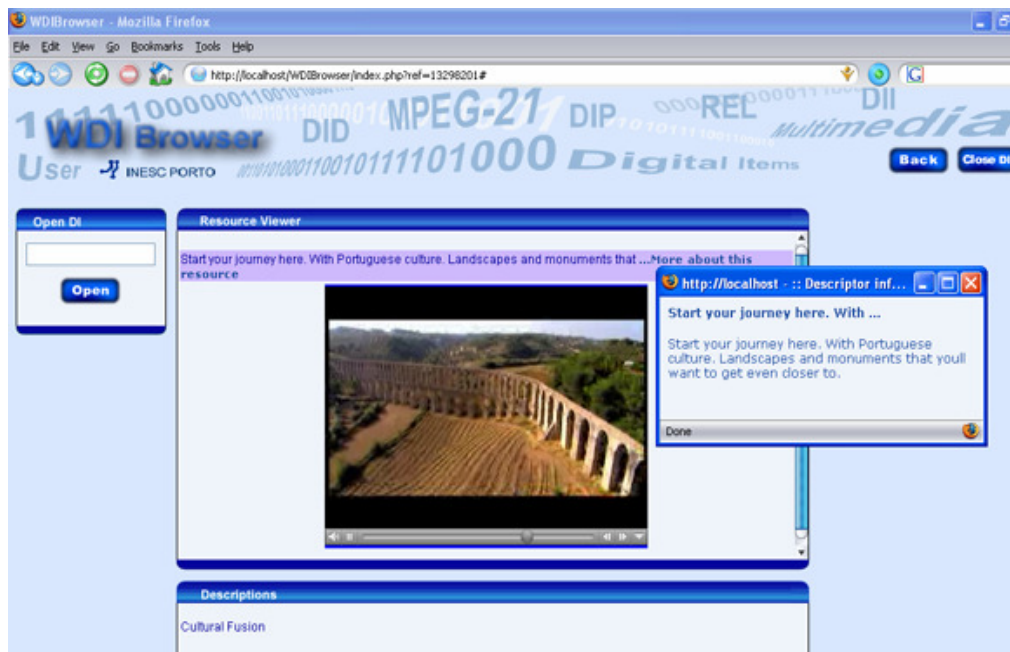 WDIBrowser - Mozilla Firefox
File Edit View Go Bookmarks Tools Help
http://localhost/WDIBrowser/index.php?ref=13298201#
MPEG-21 DIP REL DII
WDI Browser DID Multimedia
User INESC PORTO Digital Items
Back Close DI
Open DI
Open
Resource Viewer
Start your journey here. With Portuguese culture. Landscapes and monuments that ...More about this
resource
http://localhost - :: Descriptor inf...
Start your journey here. With ...
Start your journey here. With Portuguese
culture. Landscapes and monuments that youll
want to get even closer to.
Done
Descriptions
Cultural Fusion